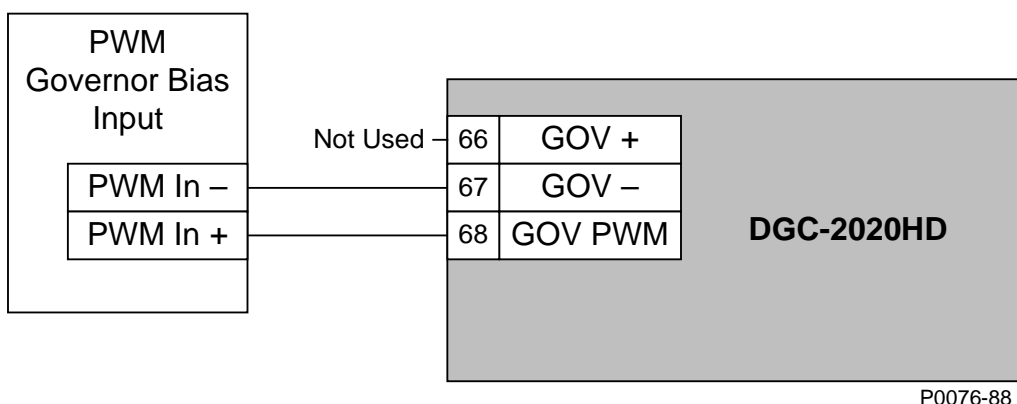 PWM
Governor Bias
Input
Not Used
66 GOV +
PWM In –
67 GOV –
PWM In +
68 GOV PWM
DGC-2020HD
P0076-88